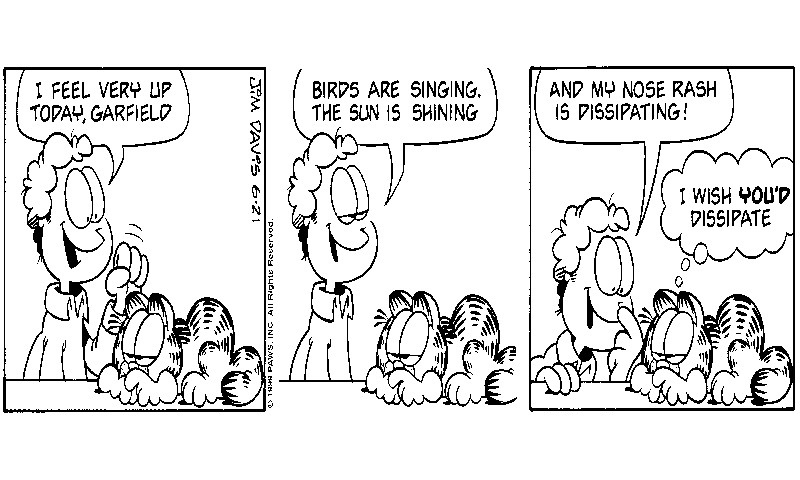 I FEEL VERY UP
TODAY, GARFIELD
JIM DAVIS 6-21
BIRDS ARE SINGING.
THE SUN IS SHINING
PAWS, INC. All Rights Reserved.
AND MY NOSE RASH
IS DISSIPATING!
I WISH YOU'D
DISSIPATE